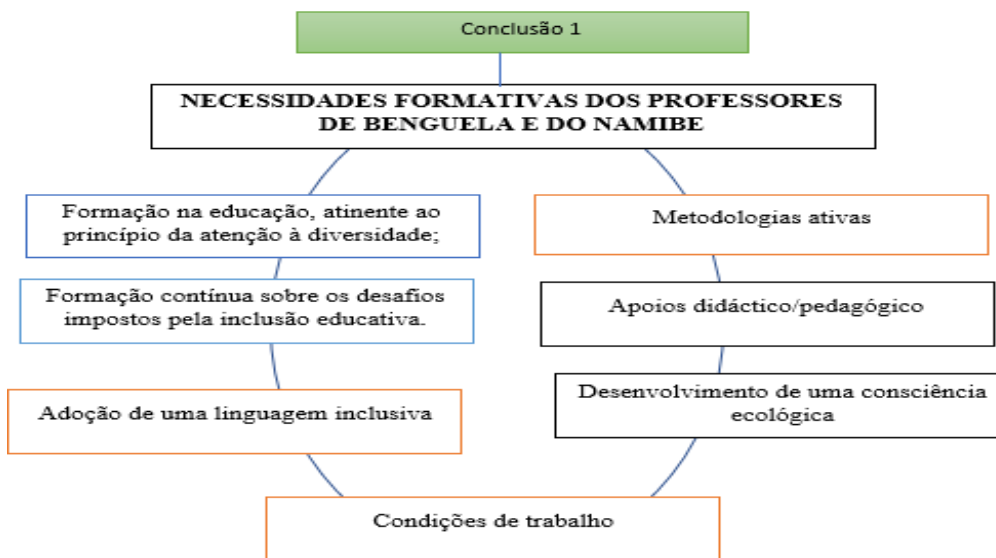 Conclusão 1
NECESSIDADES FORMATIVAS DOS PROFESSORES
DE BENGUELA E DO NAMIBE
Formação na educação, atinente ao
princípio da atenção à diversidade;
Formação contínua sobre os desafios
impostos pela inclusão educativa.
Adoção de uma linguagem inclusiva
Metodologias ativas
Apoios didáctico/pedagógico
Desenvolvimento de uma consciência
ecológica
Condições de trabalho